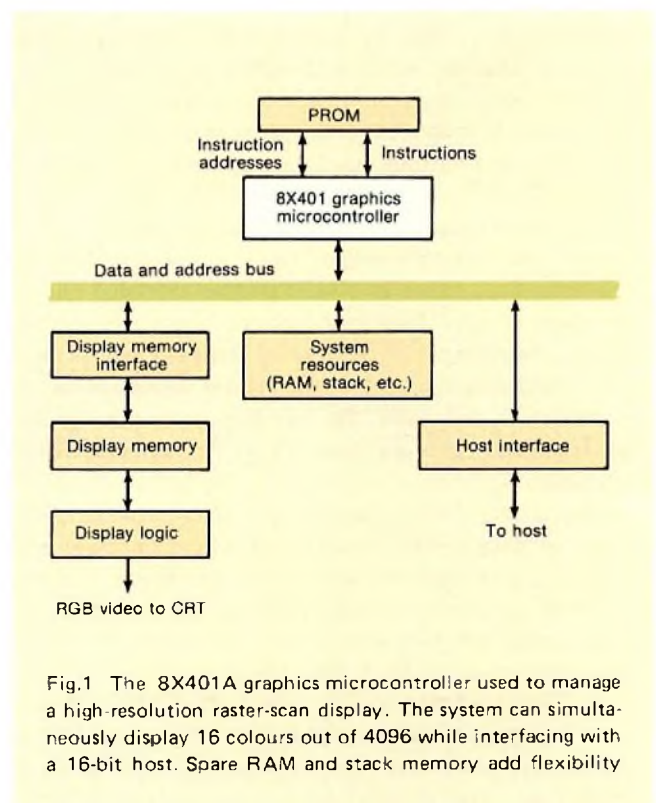 PROM
Instruction
addresses
Instructions
8X401 graphics
microcontroller
Data and address bus
Display memory
interface
System
resources
(RAM, stack, etc.)
Display memory
Host interface
Display logic
To host
RGB video to CRT
Fig.1 The 8X401A graphics microcontroller used to manage
a high-resolution raster-scan display. The system can simulta-
neously display 16 colours out of 4096 while interfacing with
a 16-bit host. Spare RAM and stack memory add flexibility